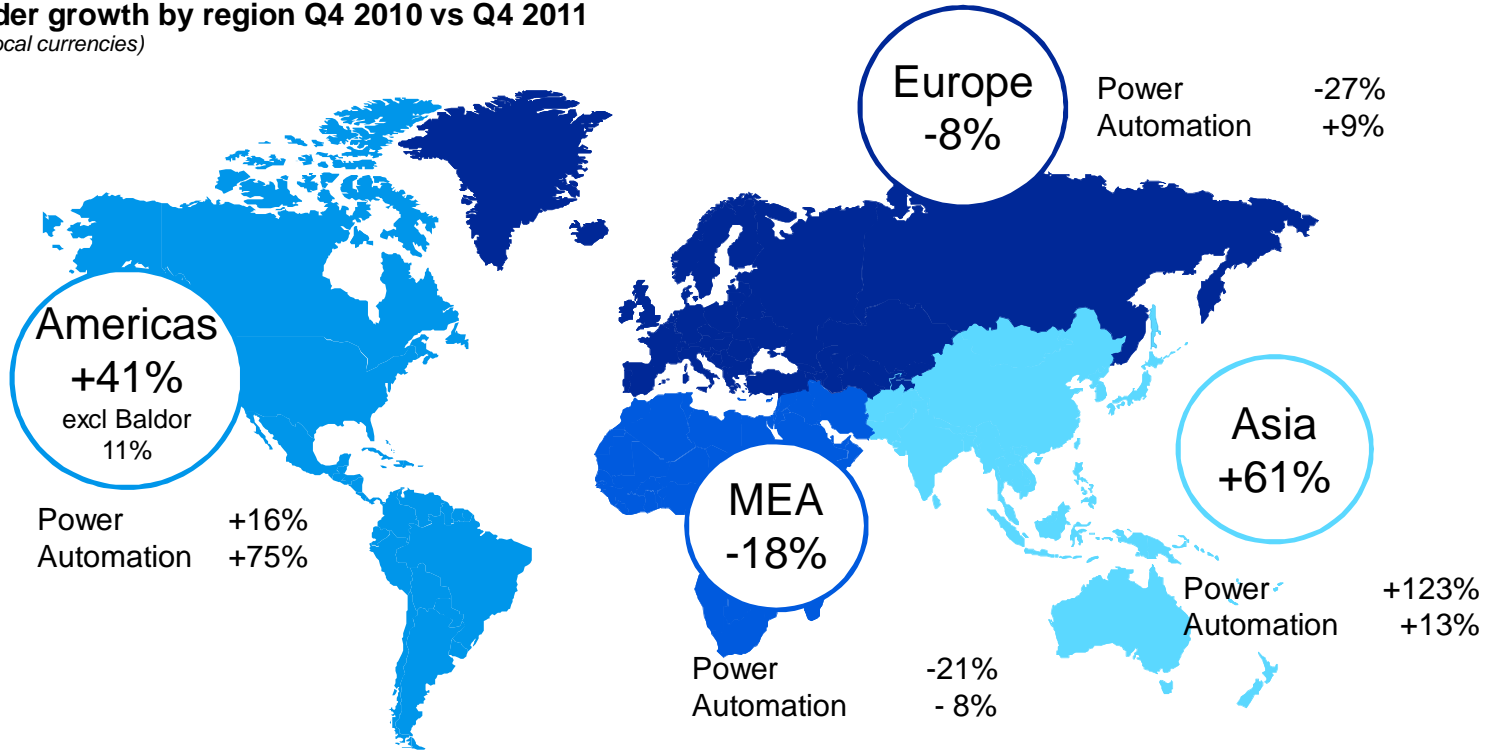 der growth by region Q4 2010 vs Q4 2011
ocal currencies)
Europe
-8%
Power -27%
Automation +9%
Americas
+41%
excl Baldor
11%
Power +16%
Automation +75%
MEA
-18%
Power -21%
Automation - 8%
Asia
+61%
Power +123%
Automation +13%